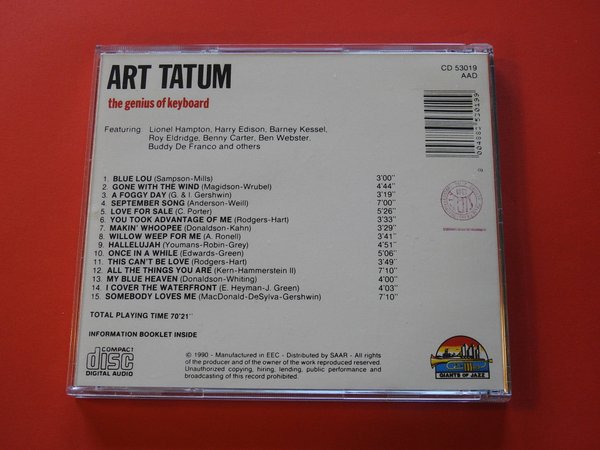 ART TATUM
the genius of keyboard
CD 53019
AAD
Featuring: Lionel Hampton, Harry Edison, Barney Kessel,
Roy Eldridge, Benny Carter, Ben Webster,
Buddy De Franco and others
1. BLUE LOU (Sampson-Mills) 3'00"
2. GONE WITH THE WIND (Magidson-Wrubel) 4'44"
3. A FOGGY DAY (G. & I. Gershwin) 3'19"
4. SEPTEMBER SONG (Anderson-Weill) 7'00"
5. LOVE FOR SALE (C. Porter) 5'26"
6. YOU TOOK ADVANTAGE OF ME (Rodgers-Hart) 3'33"
7. MAKIN' WHOOPEE (Donaldson-Kahn) 3'29"
8. WILLOW WEEP FOR ME (A. Ronell) 3'41"
9. HALLELUJAH (Youmans-Robin-Grey) 4'51"
10. ONCE IN A WHILE (Edwards-Green) 5'06"
11. THIS CAN'T BE LOVE (Rodgers-Hart) 3'49"
12. ALL THE THINGS YOU ARE (Kern-Hammerstein II) 7'10"
13. MY BLUE HEAVEN (Donaldson-Whiting) 4'00"
14. I COVER THE WATERFRONT (E. Heyman-J. Green) 4'03"
15. SOMEBODY LOVES ME (MacDonald-DeSylva-Gershwin) 7'10"
TOTAL PLAYING TIME 70'21"
INFORMATION BOOKLET INSIDE
COMPACT
disc
DIGITAL AUDIO
© 1990 - Manufactured in EEC - Distributed by SAAR - All rights
of the producer and of the owner of the work reproduced reserved.
Unauthorized copying, hiring, lending, public performance and
broadcasting of this record prohibited.
GIANTS OF JAZZ